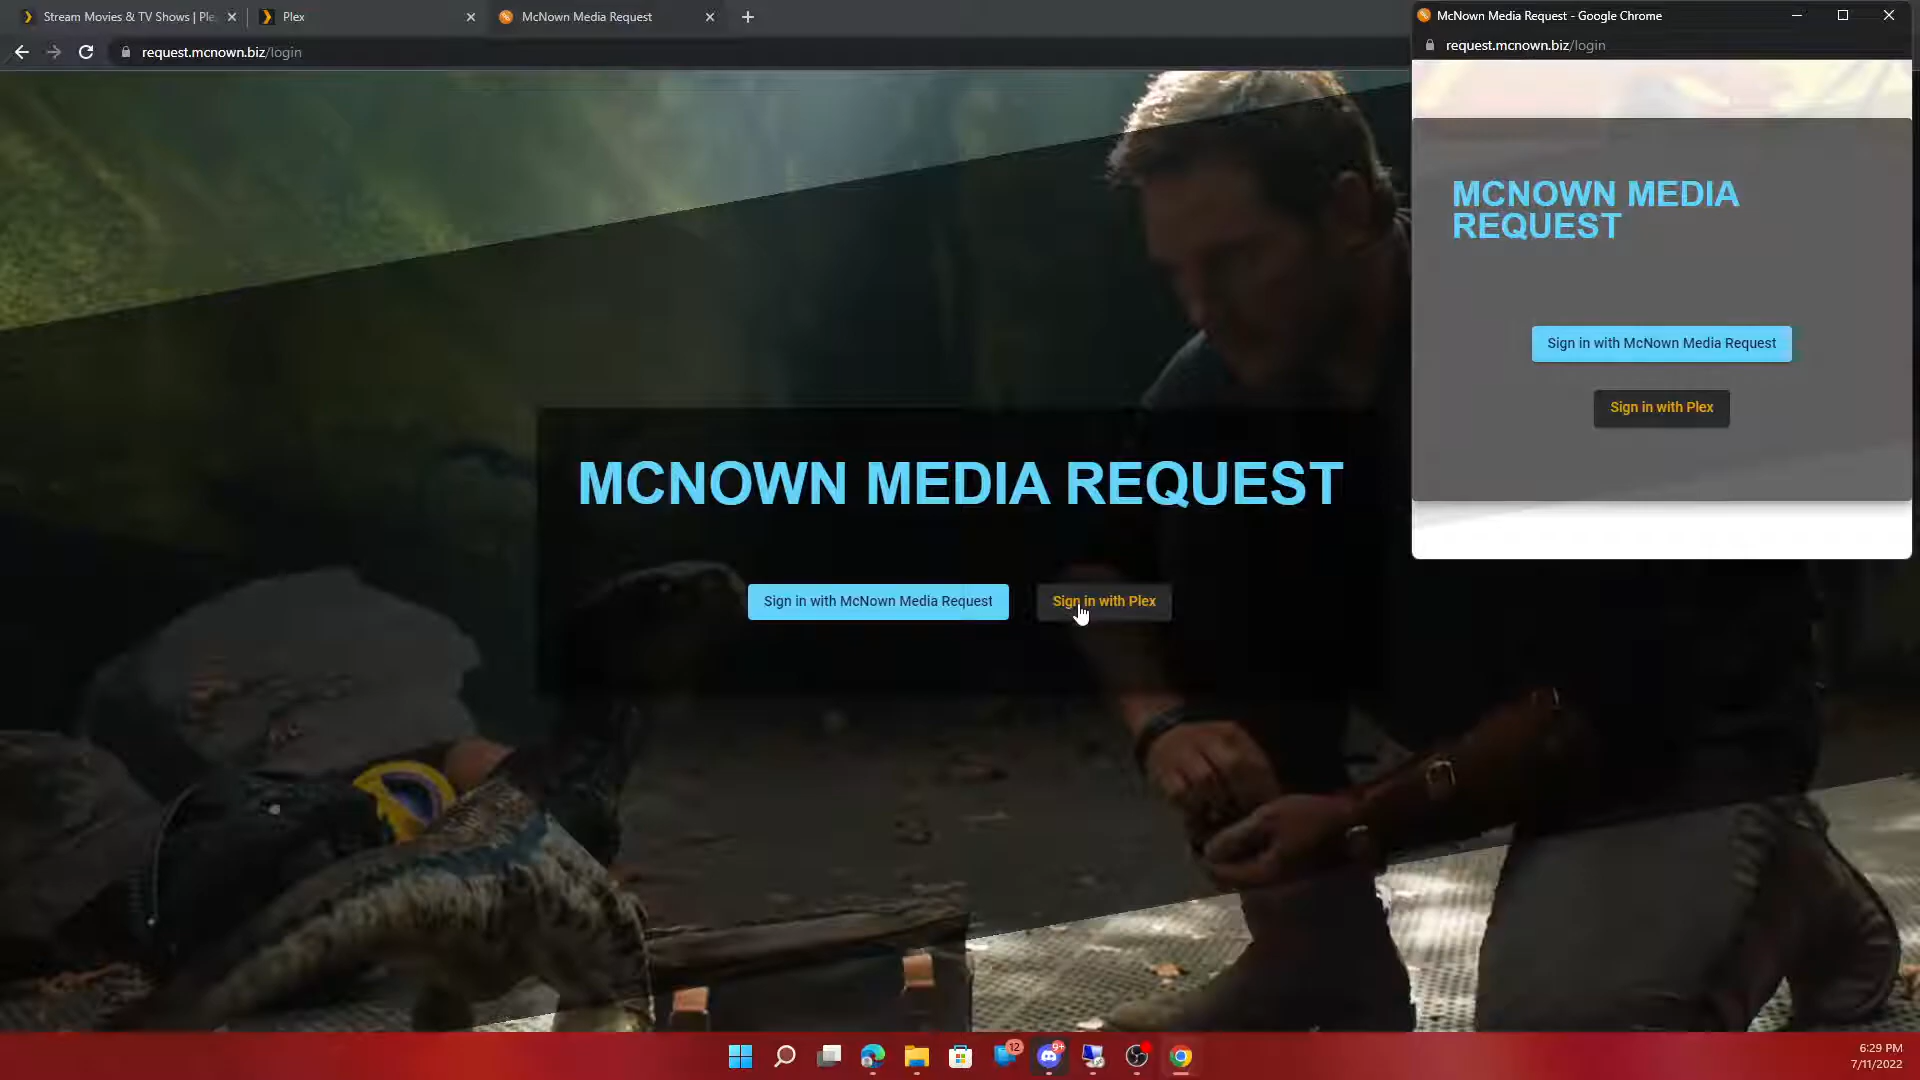 Stream Movies & TV Shows | Ple
Plex
McNown Media Request
request.mcnown.biz/login
McNown Media Request - Google Chrome
request.mcnown.biz/login
MCNOWN MEDIA
REQUEST
Sign in with McNown Media Request
Sign in with Plex
MCNOWN MEDIA REQUEST
Sign in with McNown Media Request
Sign in with Plex
12
9+
6:29 PM
7/11/2022